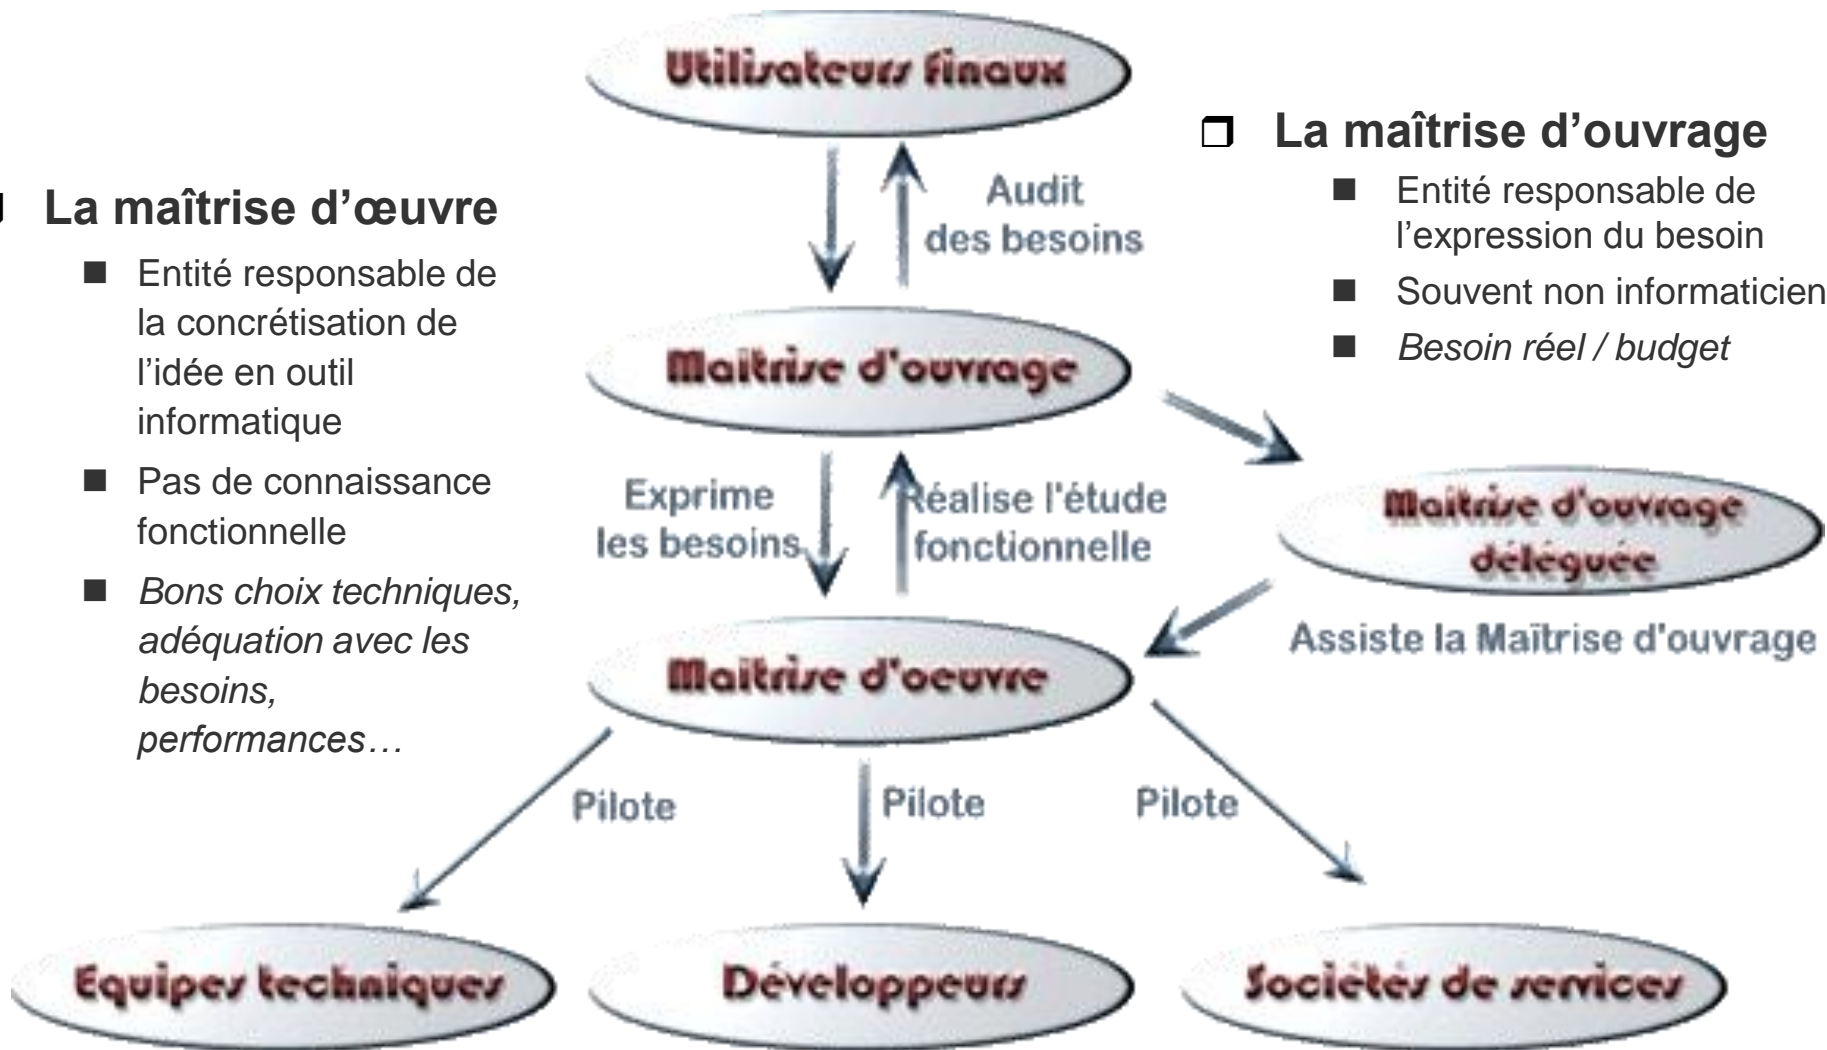 Utilisateurs finaux
La maîtrise d’ouvrage
Entité responsable de
l’expression du besoin
Souvent non informaticien
Besoin réel / budget
La maîtrise d’œuvre
Entité responsable de
la concrétisation de
l’idée en outil
informatique
Pas de connaissance
fonctionnelle
Bons choix techniques,
adéquation avec les
besoins,
performances…
Audit
des besoins
Maîtrise d'ouvrage
Exprime
les besoins
Réalise l'étude
fonctionnelle
Maîtrise d'ouvrage
déléguée
Assiste la Maîtrise d'ouvrage
Maîtrise d'oeuvre
Pilote
Pilote
Pilote
Equipes techniques
Développeurs
Sociétés de services